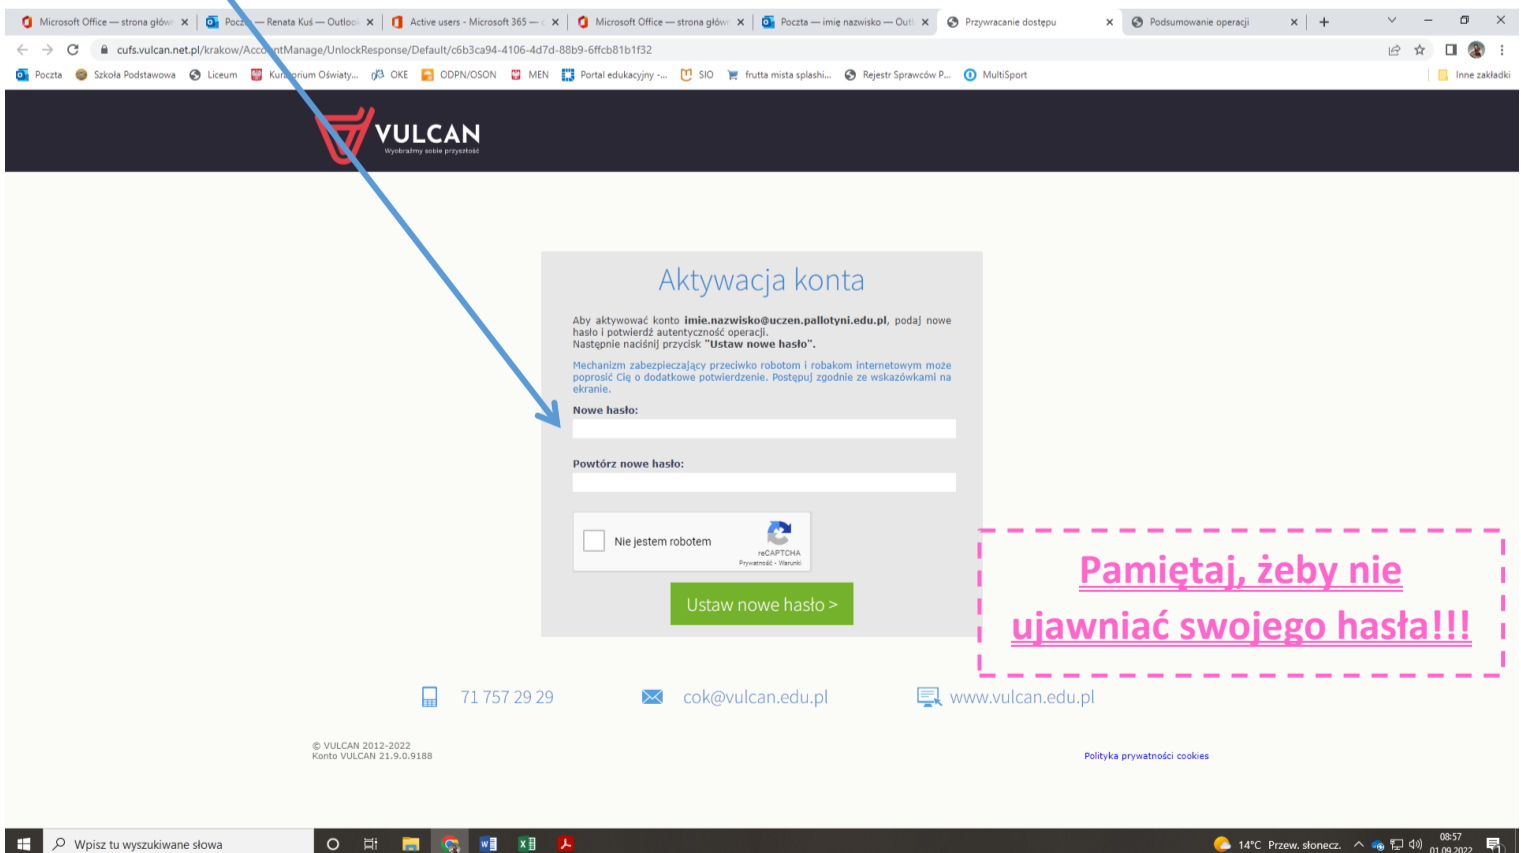 Microsoft Office — strona główn
Poczta — Renata Kuś — Outloo
Active users - Microsoft 365 —
Microsoft Office — strona główn
Poczta — imię nazwisko — Outl
Przywracanie dostępu
Podsumowanie operacji
cufs.vulcan.net.pl/krakow/AccountManage/UnlockResponse/Default/c6b3ca94-4106-4d7d-88b9-6ffcb81b1f32
Poczta
Szkoła Podstawowa
Liceum
Kuratorium Oświaty...
OKE
ODPN/OSON
MEN
Portal edukacyjny -...
SIO
frutta mista splashi...
Rejestr Sprawców P...
MultiSport
Inne zakładki
VULCAN
Wyobraźmy sobie przyszłość
Aktywacja konta
Aby aktywować konto imie.nazwisko@uczen.pallotyni.edu.pl, podaj nowe
hasło i potwierdź autentyczność operacji.
Następnie naciśnij przycisk "Ustaw nowe hasło".
Mechanizm zabezpieczający przeciwko robotom i robakom internetowym może
poprosić Cię o dodatkowe potwierdzenie. Postępuj zgodnie ze wskazówkami na
ekranie.
Nowe hasło:
Powtórz nowe hasło:
Nie jestem robotem
reCAPTCHA
Prywatność - Warunki
Ustaw nowe hasło >
Pamiętaj, żeby nie
ujawniać swojego hasła!!!
71 757 29 29
cok@vulcan.edu.pl
www.vulcan.edu.pl
© VULCAN 2012-2022
Konto VULCAN 21.9.0.9188
Polityka prywatności cookies
Wpisz tu wyszukiwane słowa
14°C Przew. słonecz.
08:57
01.09.2022